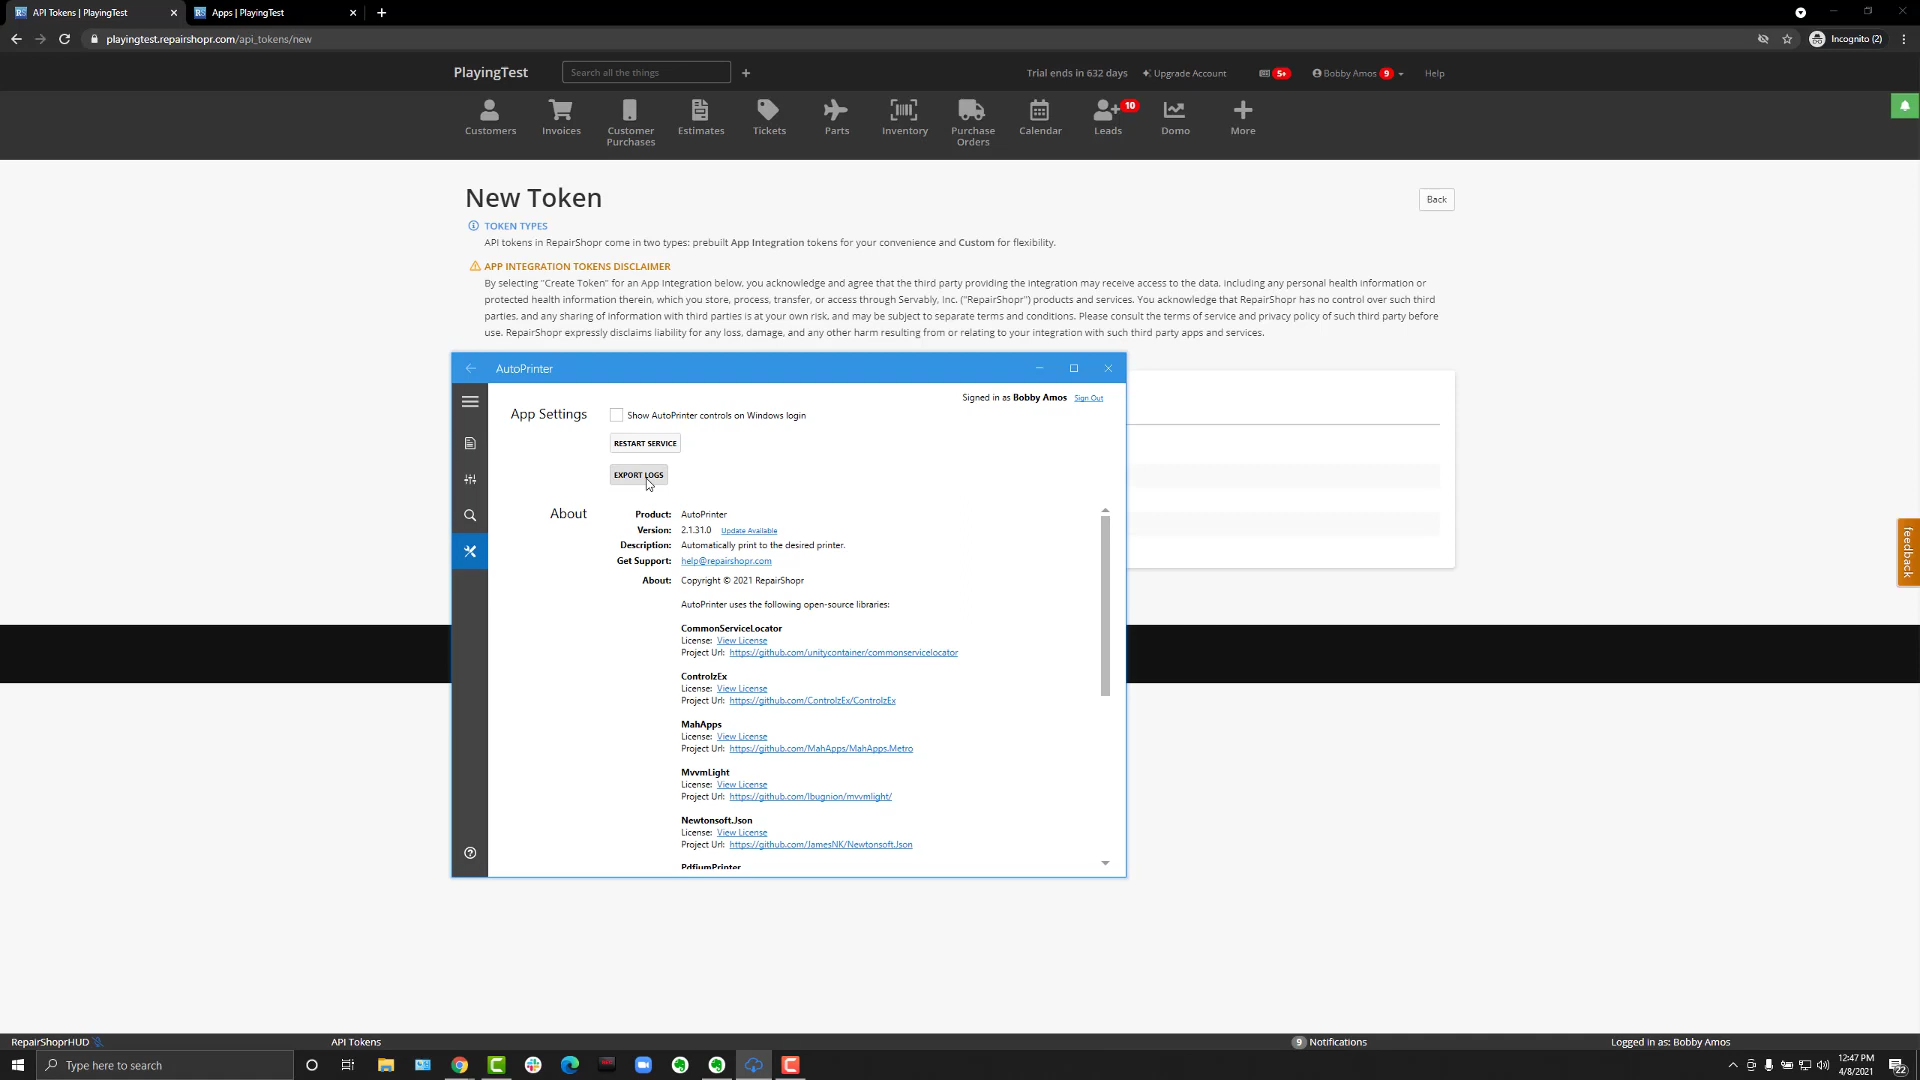 API Tokens | PlayingTest
Apps | PlayingTest
playingtest.repairshopr.com/api_tokens/new
Incognito (2)
PlayingTest
Search all the things
Trial ends in 632 days
Upgrade Account
5+
Bobby Amos 9
Help
Customers
Invoices
Customer Purchases
Estimates
Tickets
Parts
Inventory
Purchase Orders
Calendar
Leads
10
Domo
More
New Token
Back
TOKEN TYPES
API tokens in RepairShopr come in two types: prebuilt App Integration tokens for your convenience and Custom for flexibility.
APP INTEGRATION TOKENS DISCLAIMER
By selecting "Create Token" for an App Integration below, you acknowledge and agree that the third party providing the integration may receive access to the data, including any personal health information or
protected health information therein, which you store, process, transfer, or access through Servably, Inc. ("RepairShopr") products and services. You acknowledge that RepairShopr has no control over such third
parties, and any sharing of information with third parties is at your own risk, and may be subject to separate terms and conditions. Please consult the terms of service and privacy policy of such third party before
use. RepairShopr expressly disclaims liability for any loss, damage, and any other harm resulting from or relating to your integration with such third party apps and services.
AutoPrinter
Signed in as Bobby Amos Sign Out
App Settings
Show AutoPrinter controls on Windows login
RESTART SERVICE
EXPORT LOGS
About
Product: AutoPrinter
Version: 2.1.31.0 Update Available
Description: Automatically print to the desired printer.
Get Support: help@repairshopr.com
About: Copyright © 2021 RepairShopr
AutoPrinter uses the following open-source libraries:
CommonServiceLocator
License: View License
Project Url: https://github.com/unitycontainer/commonservicelocator
ControlzEx
License: View License
Project Url: https://github.com/ControlzEx/ControlzEx
MahApps
License: View License
Project Url: https://github.com/MahApps/MahApps.Metro
MvvmLight
License: View License
Project Url: https://github.com/lbugnion/mvvmlight/
Newtonsoft.Json
License: View License
Project Url: https://github.com/JamesNK/Newtonsoft.Json
PdfiumPrinter
feedback
RepairShoprHUD
API Tokens
9 Notifications
Logged in as: Bobby Amos
Type here to search
12:47 PM
4/8/2021
22